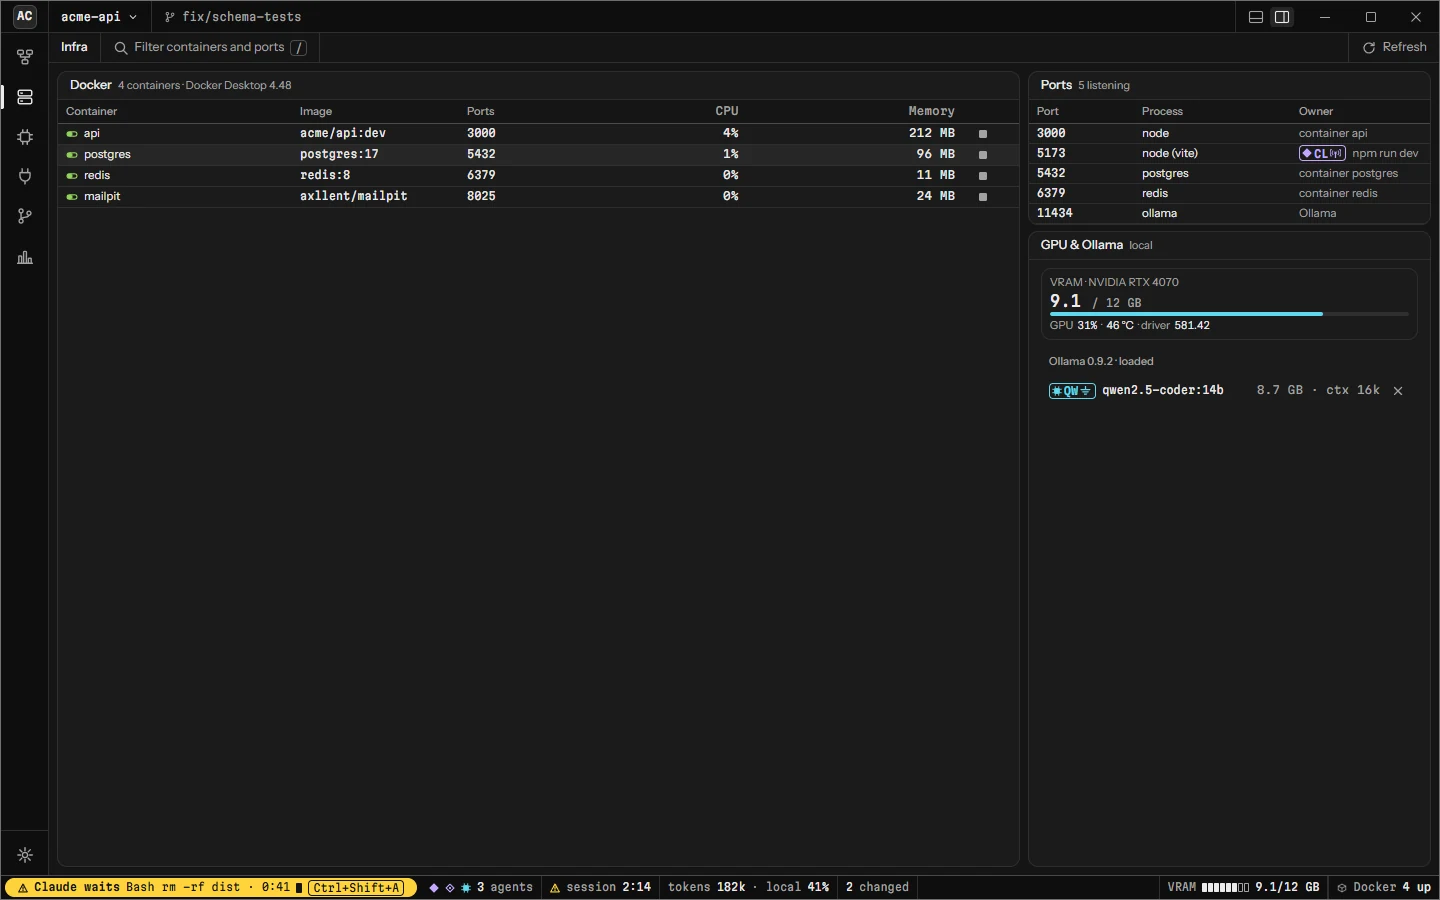 AC acme-api fix/schema-tests
Infra Filter containers and ports / Refresh
Docker 4 containers · Docker Desktop 4.48
Container Image Ports CPU Memory
api acme/api:dev 3000 4% 212 MB
postgres postgres:17 5432 1% 96 MB
redis redis:8 6379 0% 11 MB
mailpit axllent/mailpit 8025 0% 24 MB
Ports 5 listening
Port Process Owner
3000 node container api
5173 node (vite) CL npm run dev
5432 postgres container postgres
6379 redis container redis
11434 ollama Ollama
GPU & Ollama local
VRAM · NVIDIA RTX 4070
9.1 / 12 GB
GPU 31% · 46 °C · driver 581.42
Ollama 0.9.2 · loaded
QW qwen2.5-coder:14b 8.7 GB · ctx 16k
Claude waits Bash rm -rf dist · 0:41 Ctrl+Shift+A 3 agents session 2:14 tokens 182k · local 41% 2 changed VRAM 9.1/12 GB Docker 4 up